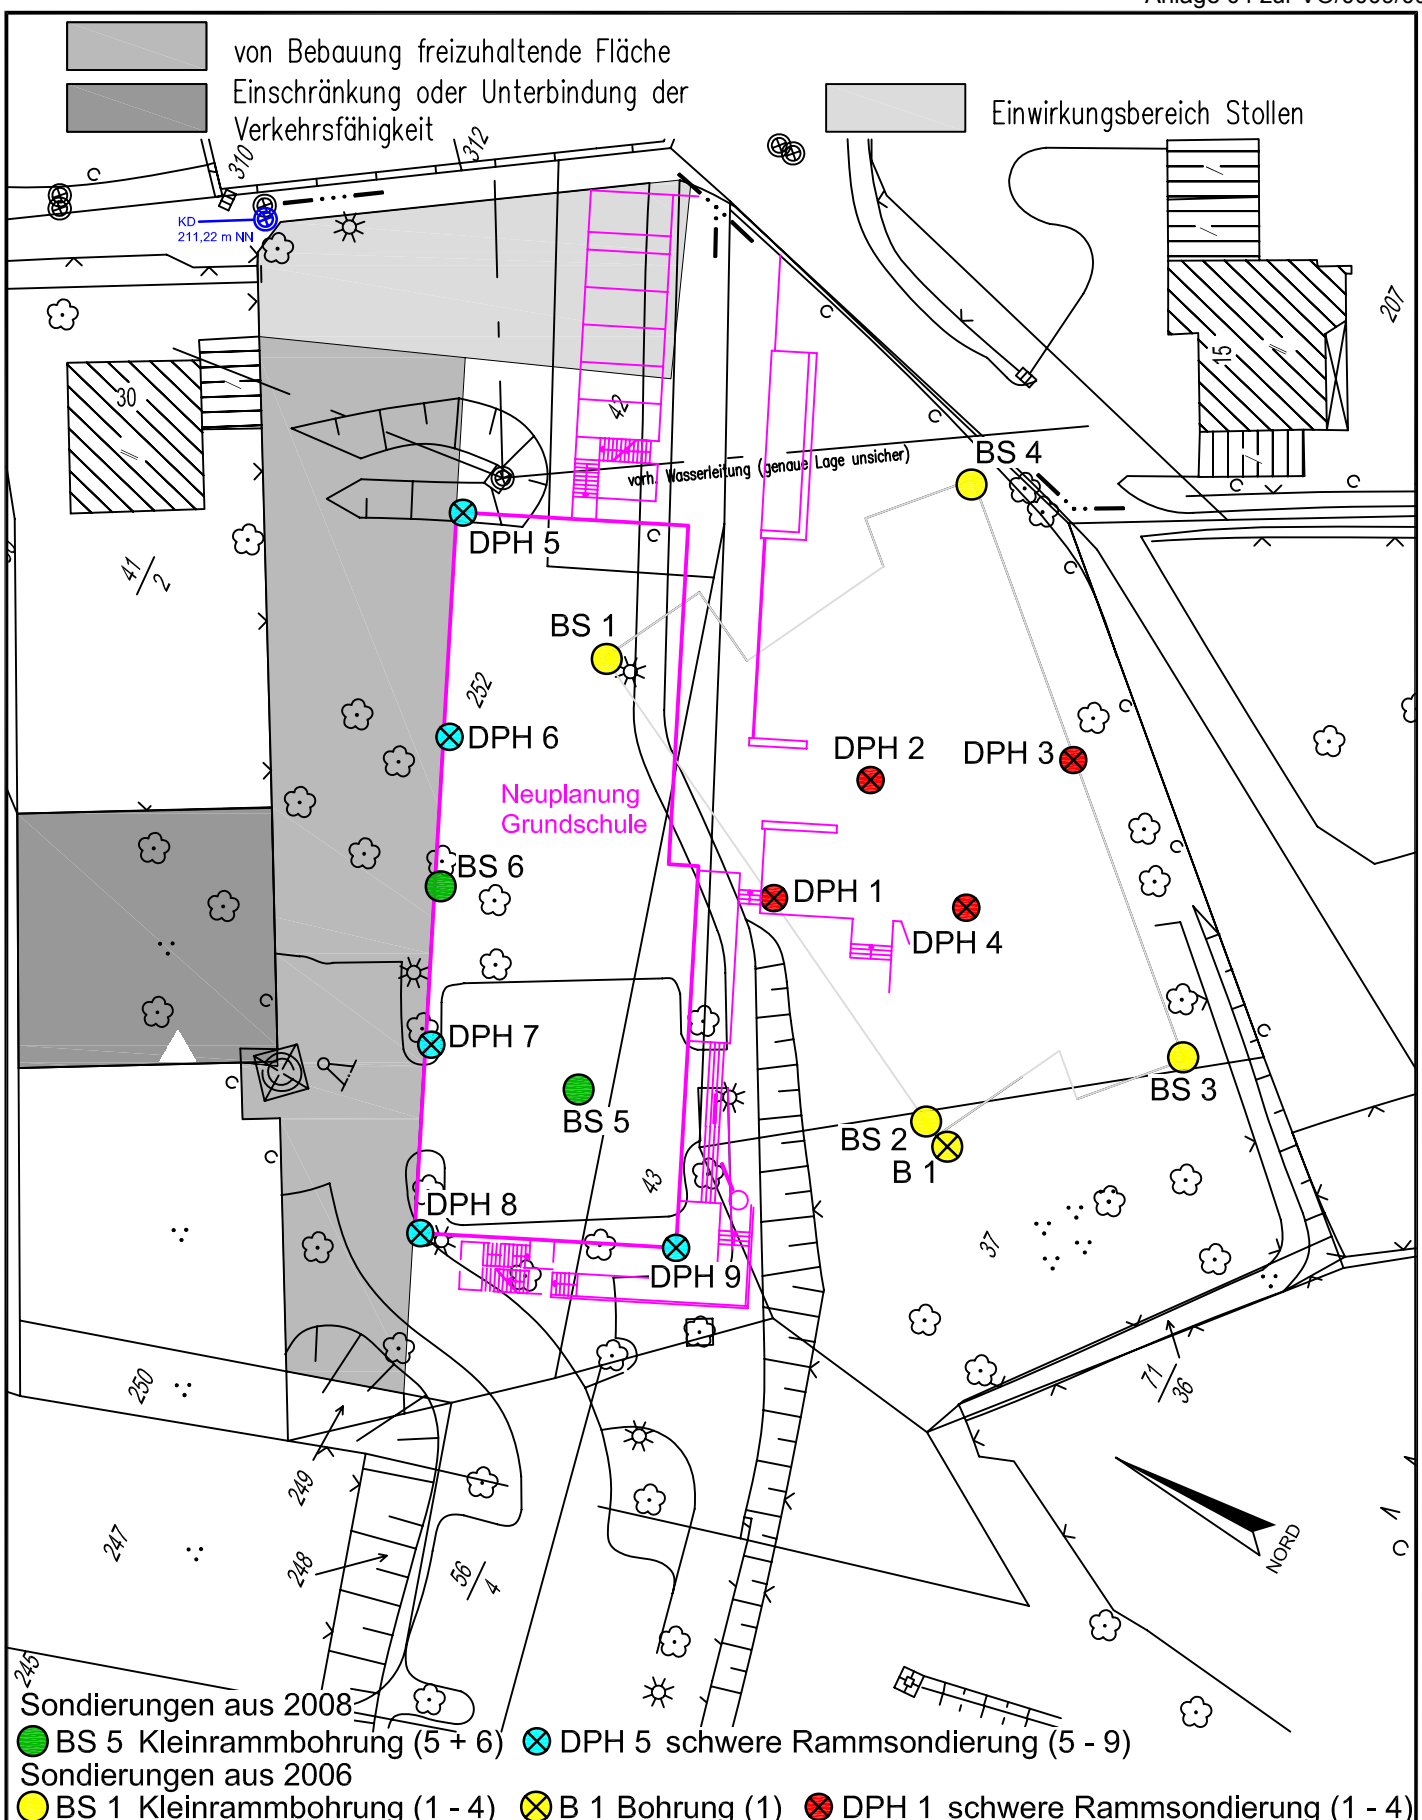 von Bebauung freizuhaltende Fläche
Einschränkung oder Unterbindung der
Verkehrsfähigkeit
Einwirkungsbereich Stollen
310
312
KD
211,22 m NN
207
15
30
42
BS 4
vorh. Wasserleitung (genaue Lage unsicher)
DPH 5
41/2
BS 1
252
DPH 6
DPH 2
DPH 3
Neuplanung
Grundschule
BS 6
DPH 1
DPH 4
DPH 7
BS 5
BS 3
BS 2
B 1
43
DPH 8
37
DPH 9
250
71/36
249
247
248
56/4
NORD
245
Sondierungen aus 2008
BS 5 Kleinrammbohrung (5 + 6) DPH 5 schwere Rammsondierung (5 - 9)
Sondierungen aus 2006
BS 1 Kleinrammbohrung (1 - 4) B 1 Bohrung (1) DPH 1 schwere Rammsondierung (1 - 4)